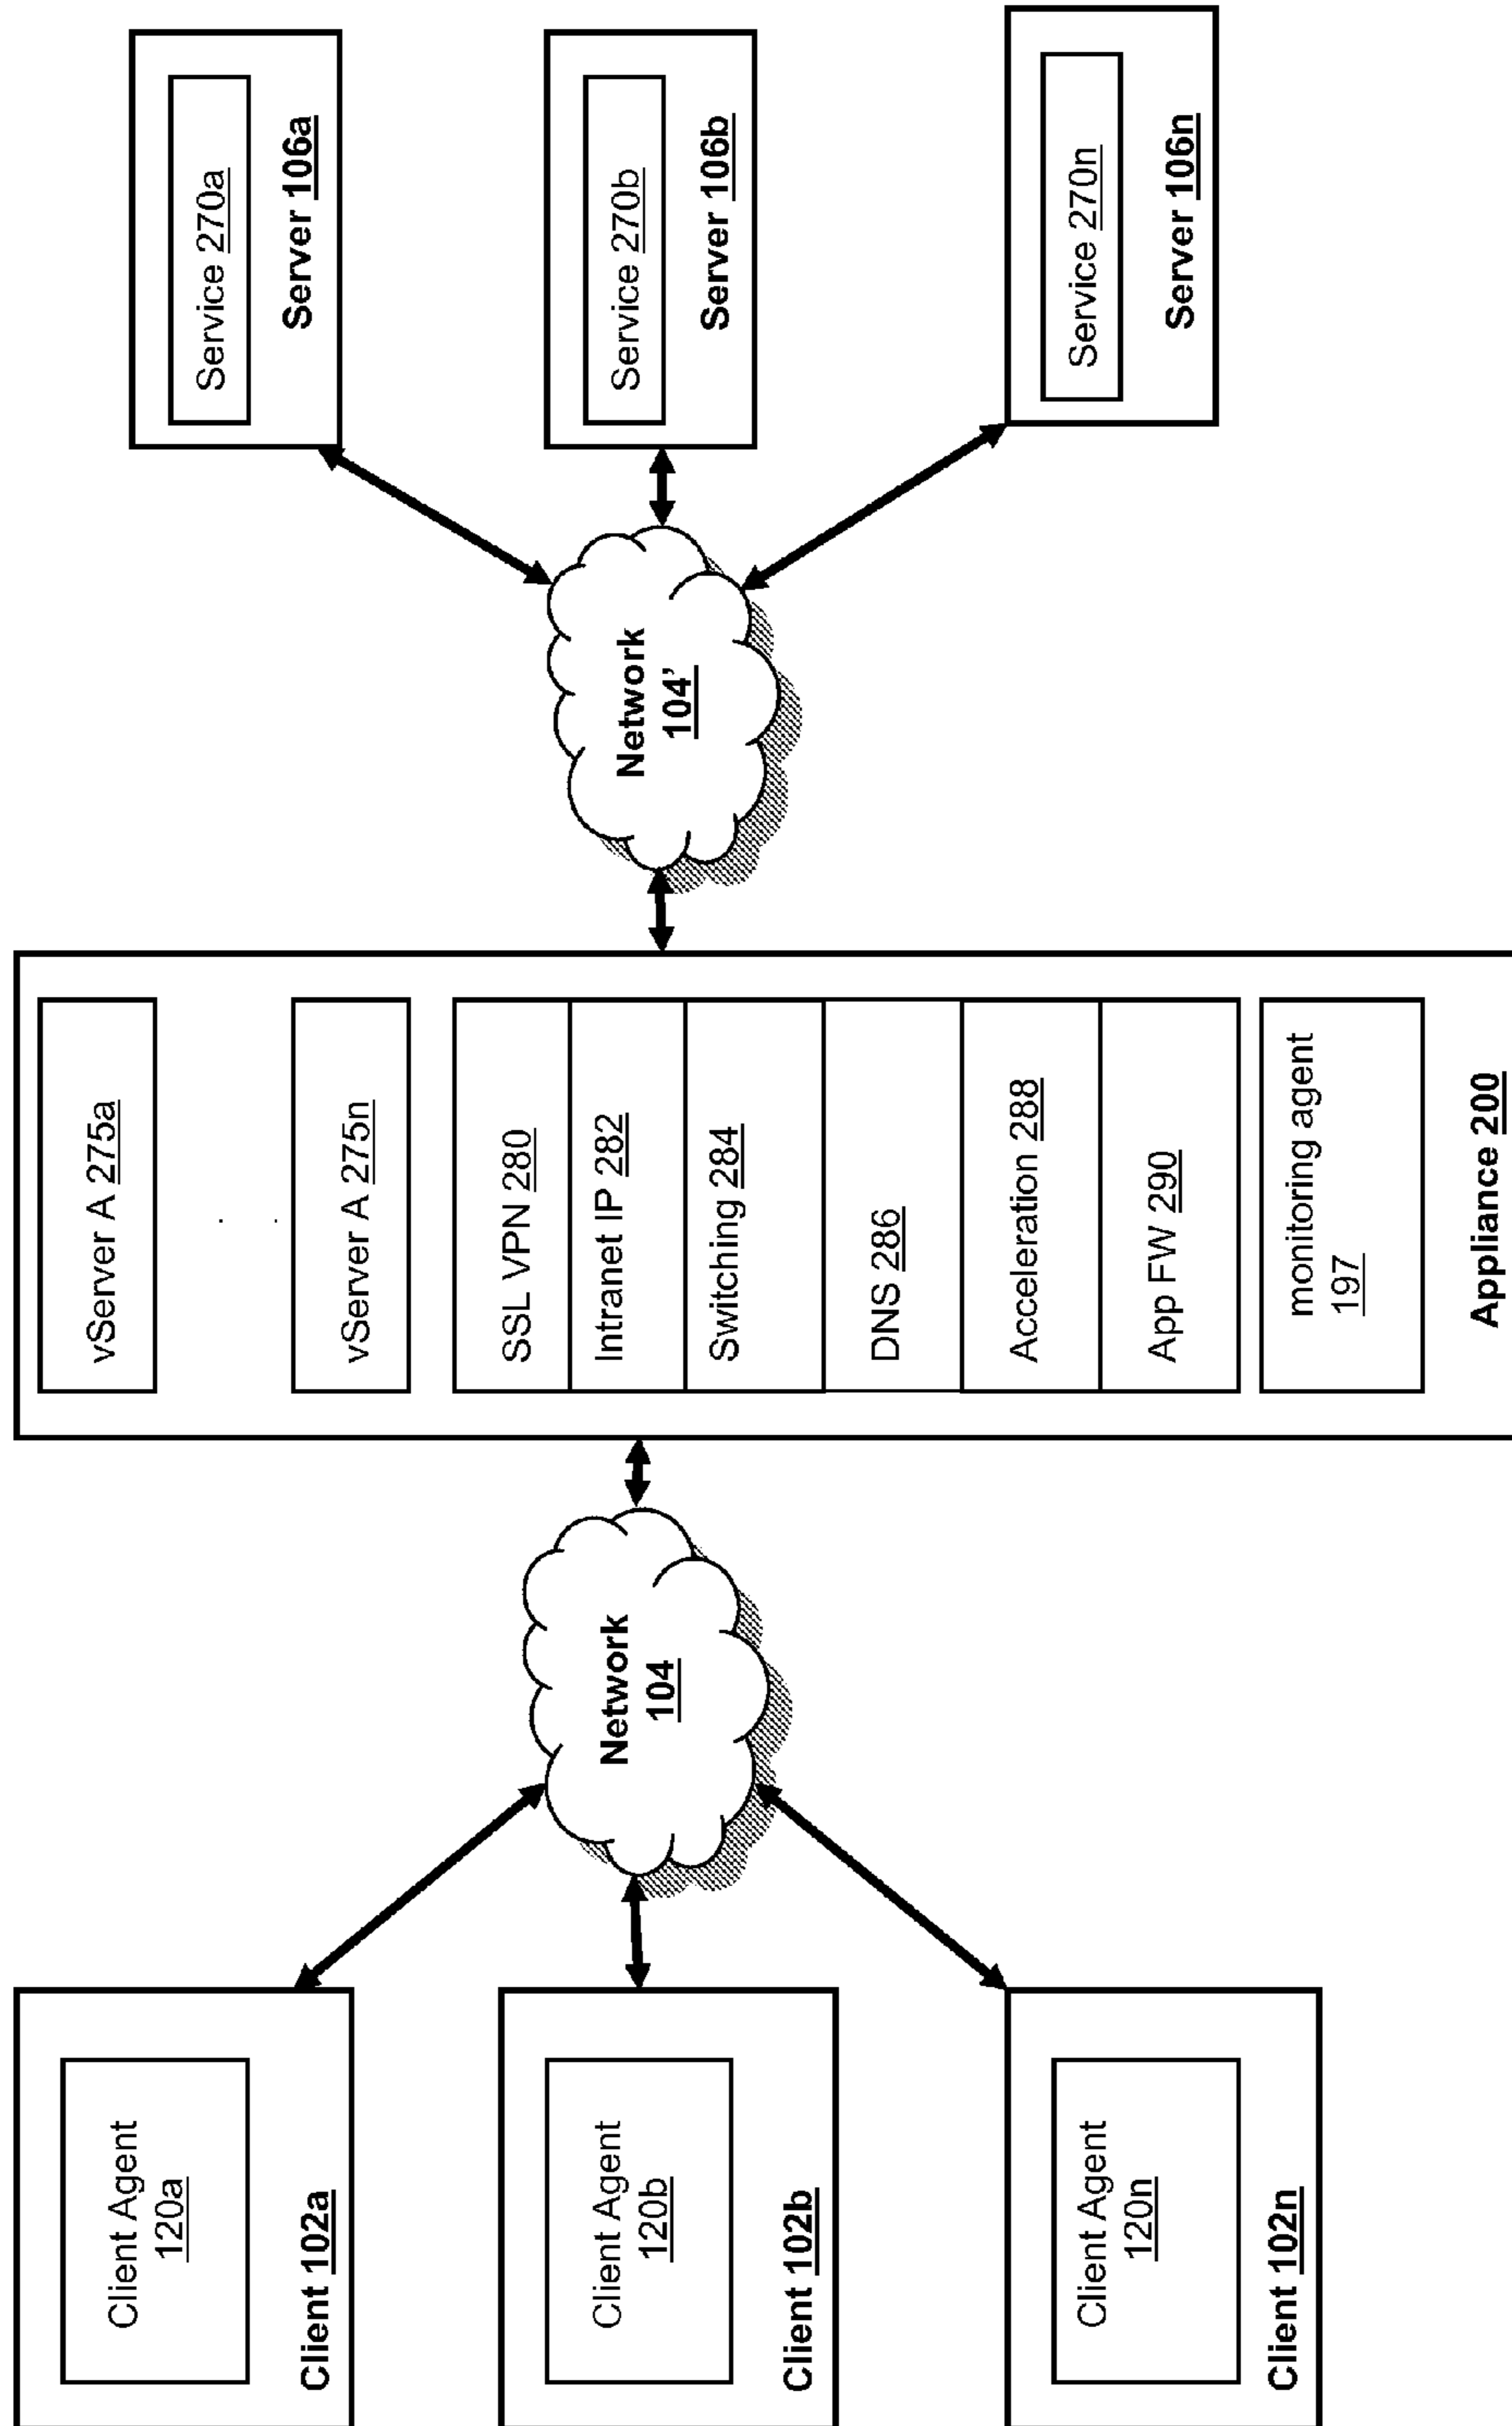 Client Agent
120a
Client 102a
Client Agent
120b
Client 102b
Client Agent
120n
Client 102n
Network
104
vServer A 275a
vServer A 275n
SSL VPN 280
Intranet IP 282
Switching 284
DNS 286
Acceleration 288
App FW 290
monitoring agent
197
Appliance 200
Network
104'
Service 270a
Server 106a
Service 270b
Server 106b
Service 270n
Server 106n